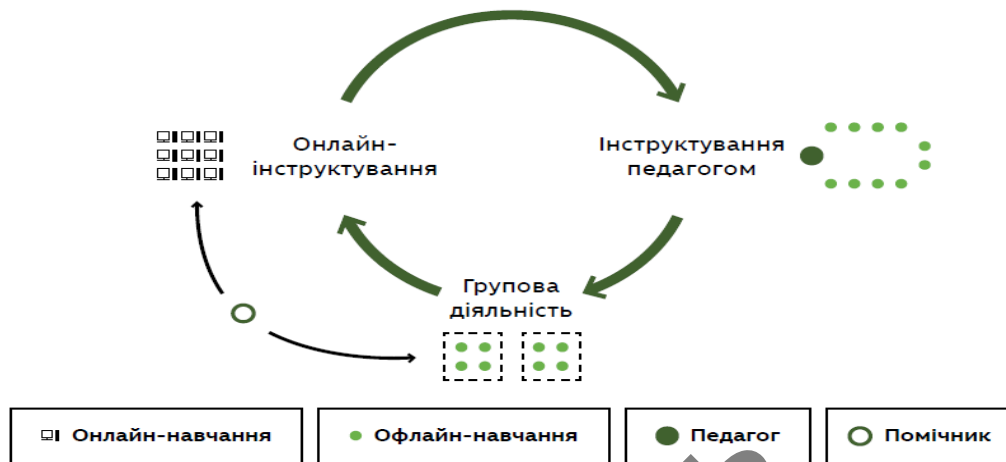 Онлайн-
інструктування
Інструктування
педагогом
Групова
діяльність
Онлайн-навчання
Офлайн-навчання
Педагог
Помічник